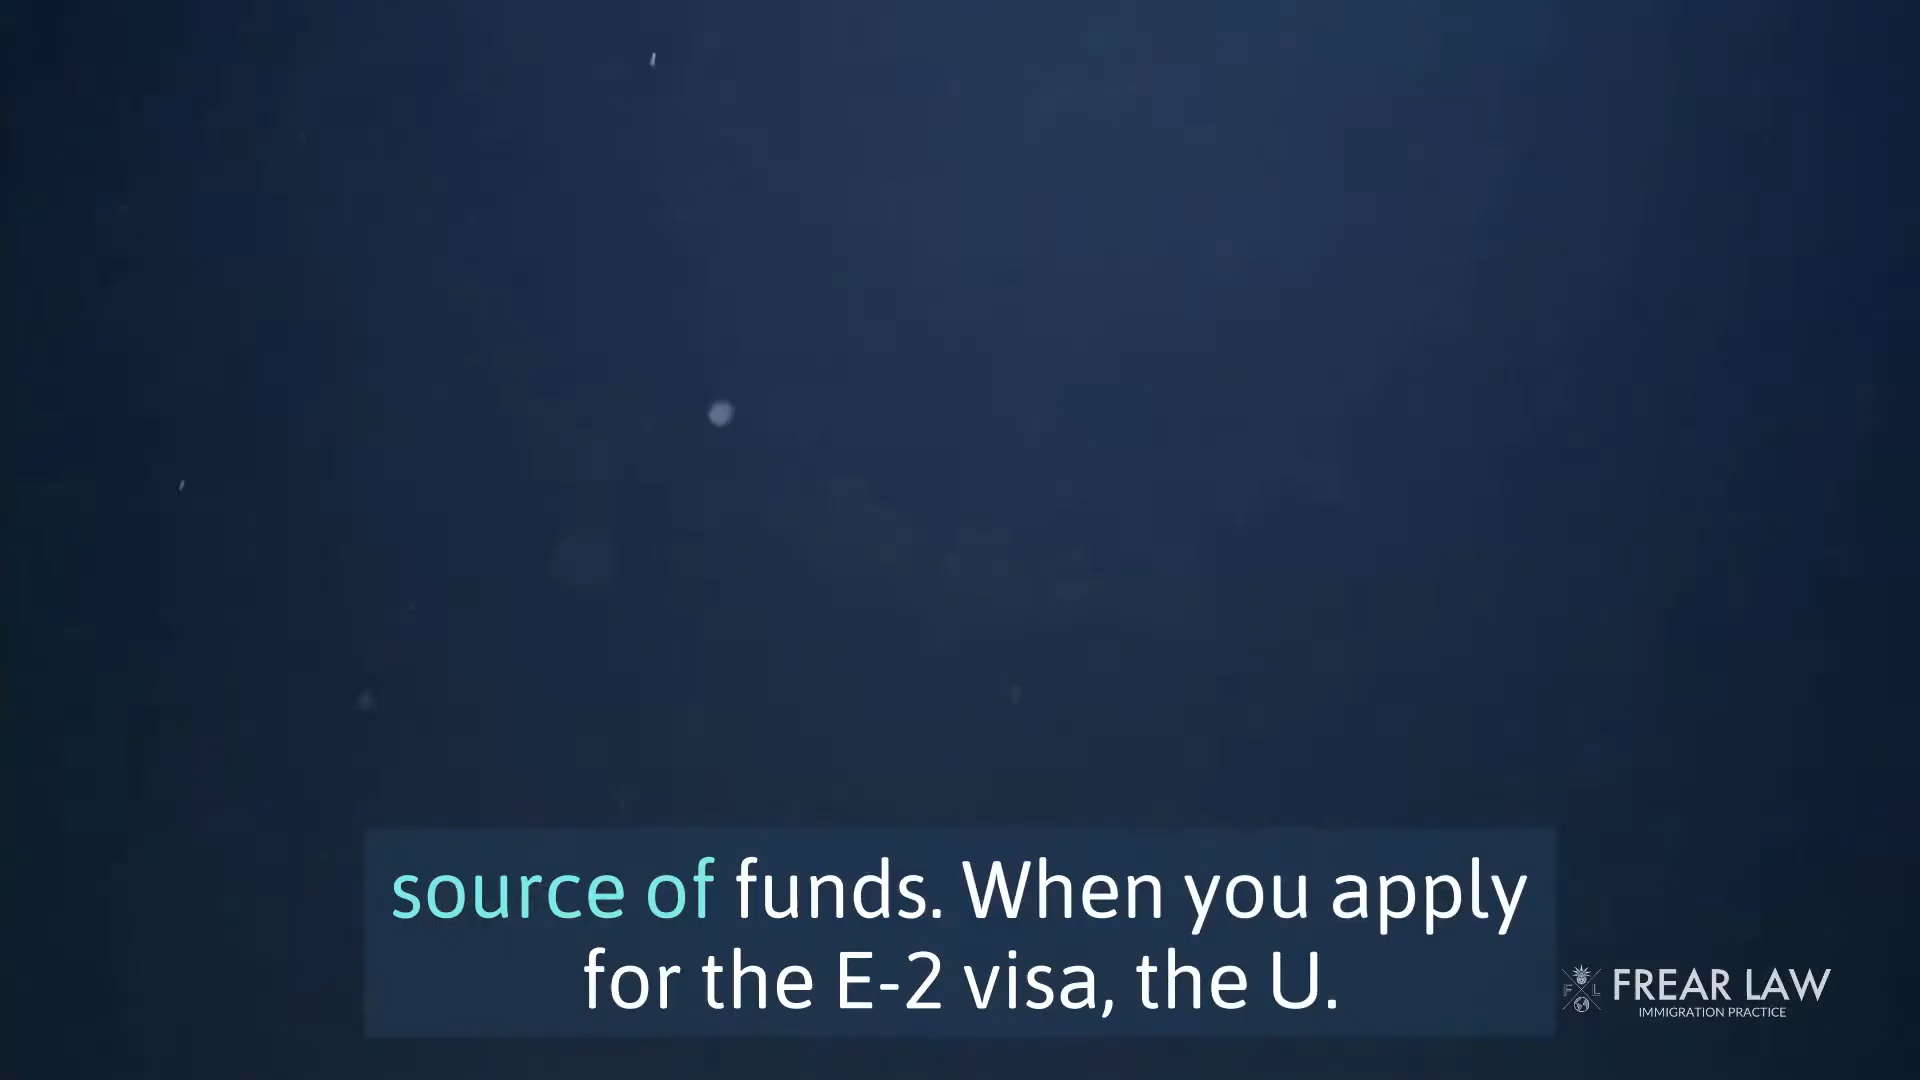 source of funds. When you apply
for the E-2 visa, the U.
F L
FREAR LAW
IMMIGRATION PRACTICE